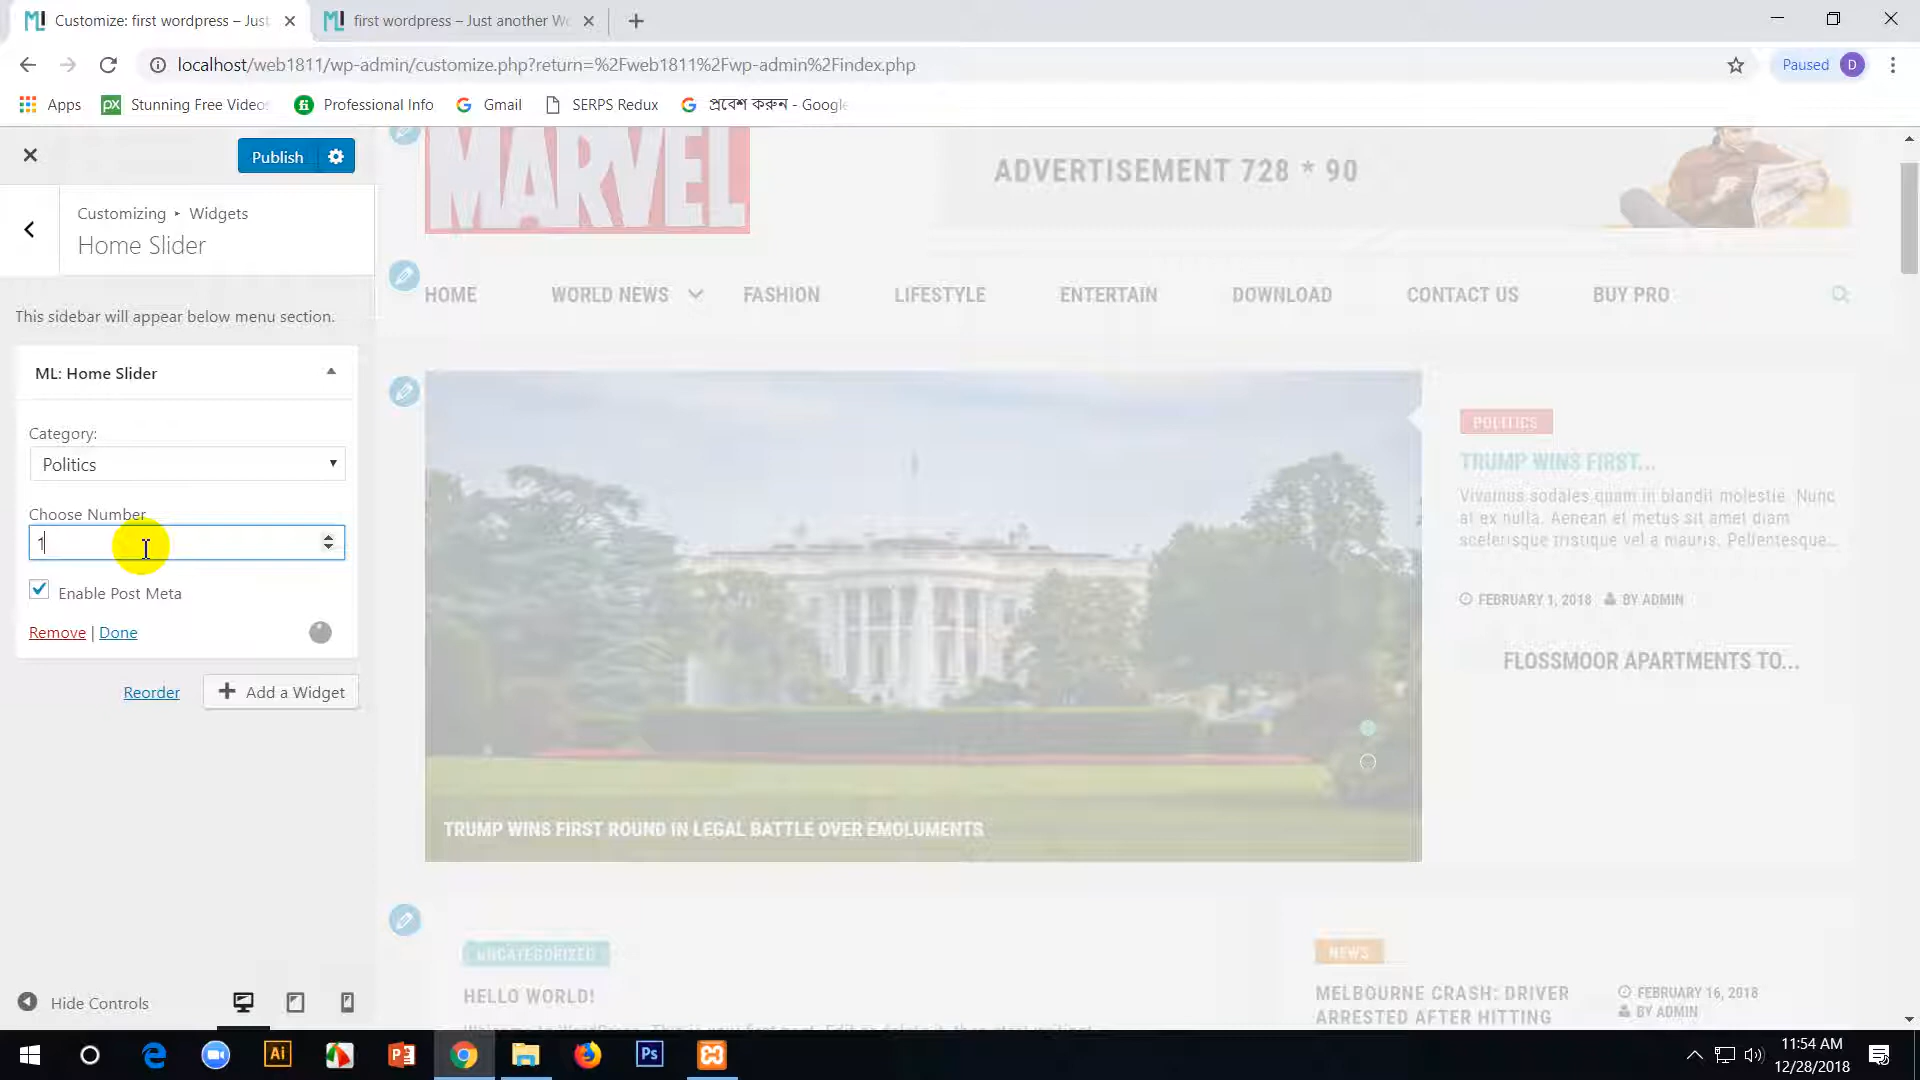 Customize: first wordpress – Just
first wordpress – Just another Wo
localhost/web1811/wp-admin/customize.php?return=%2Fweb1811%2Fwp-admin%2Findex.php
Paused D
Apps px Stunning Free Videos Professional Info Gmail SERPS Redux প্রবেশ করুন - Google
Publish
Customizing ▸ Widgets
Home Slider
This sidebar will appear below menu section.
ML: Home Slider
Category:
Politics
Choose Number
1
Enable Post Meta
Remove | Done
Reorder
Add a Widget
Hide Controls
MARVEL
ADVERTISEMENT 728 * 90
HOME WORLD NEWS FASHION LIFESTYLE ENTERTAIN DOWNLOAD CONTACT US BUY PRO
POLITICS
TRUMP WINS FIRST...
Vivamus sodales quam in blandit molestie. Nunc
at ex nulla. Aenean et metus sit amet diam
scelerisque tristique vel a mauris. Pellentesque...
FEBRUARY 1, 2018 BY ADMIN
FLOSSMOOR APARTMENTS TO...
TRUMP WINS FIRST ROUND IN LEGAL BATTLE OVER EMOLUMENTS
UNCATEGORIZED
HELLO WORLD!
NEWS
MELBOURNE CRASH: DRIVER
ARRESTED AFTER HITTING
FEBRUARY 16, 2018
BY ADMIN
Ai
Ps
11:54 AM
12/28/2018